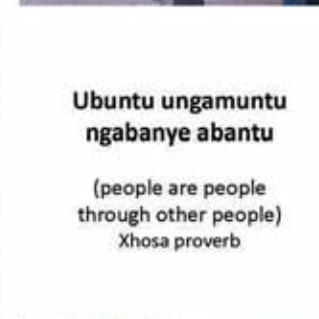 Ubuntu ungamuntu
ngabanye abantu
(people are people
through other people)
Xhosa proverb